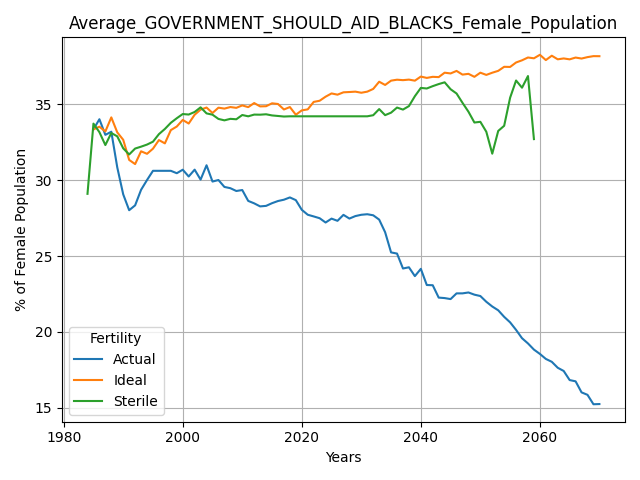 Average_GOVERNMENT_SHOULD_AID_BLACKS_Female_Population
% of Female Population
35
30
25
20
15
Fertility
Actual
Ideal
Sterile
1980 2000 2020 2040 2060
Years